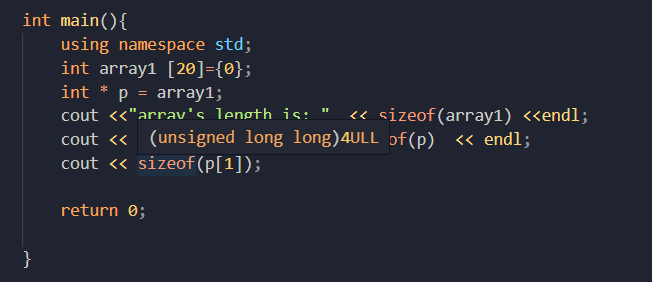 int main(){
using namespace std;
int array1 [20]={0};
int * p = array1;
cout <<"array's length is: "  << sizeof(array1) <<endl;
cout << of(p)  << endl;
(unsigned long long)4ULL
cout << sizeof(p[1]);
return 0;
}